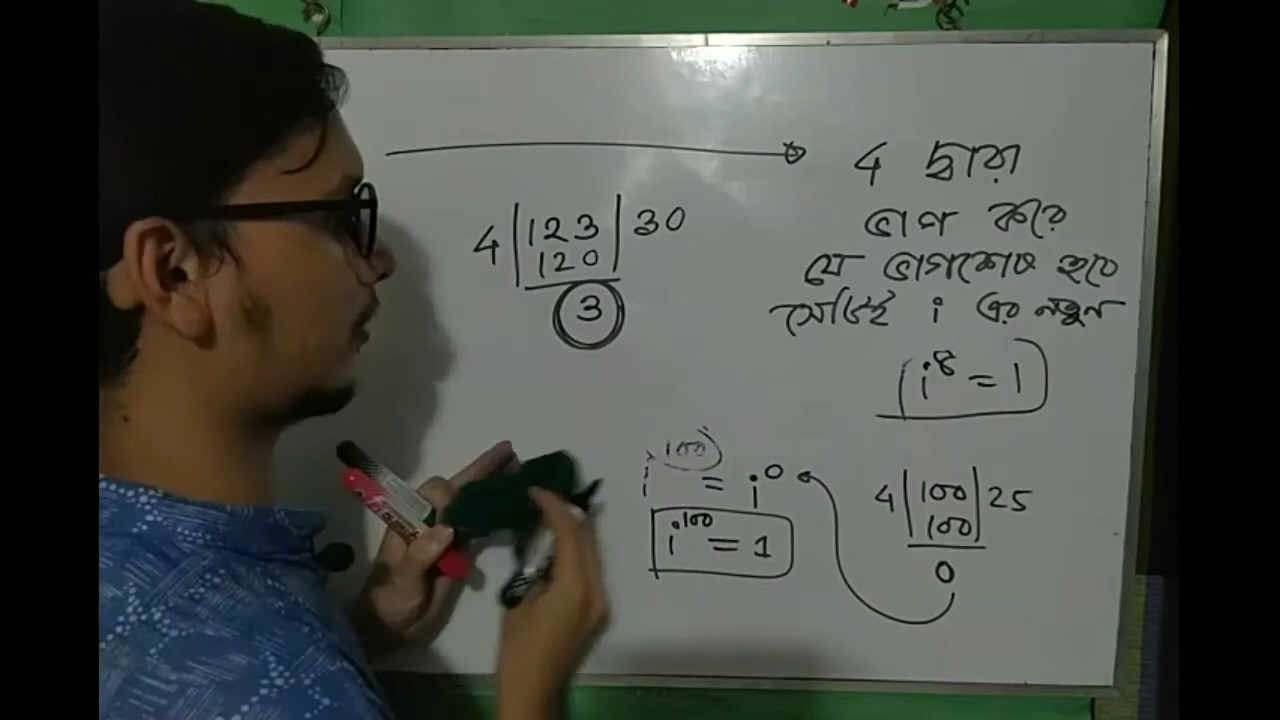 4 দ্বারা
ভাগ করে
যে ভাগশেষ হবে
সেটিই i এর নতুন
4|123|30
120
3
i⁸ = 1
i¹⁰⁰ = i⁰
i¹⁰⁰ = 1
4|100|25
100
0